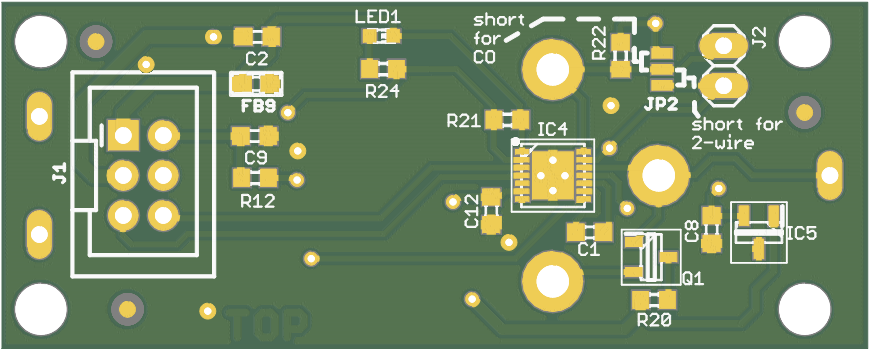 LED1
short
for
CO
R22
J2
C2
R24
FB9
JP2
short for
2-wire
R21
IC4
C9
J1
R12
C12
C1
C8
IC5
Q1
R20
TOP